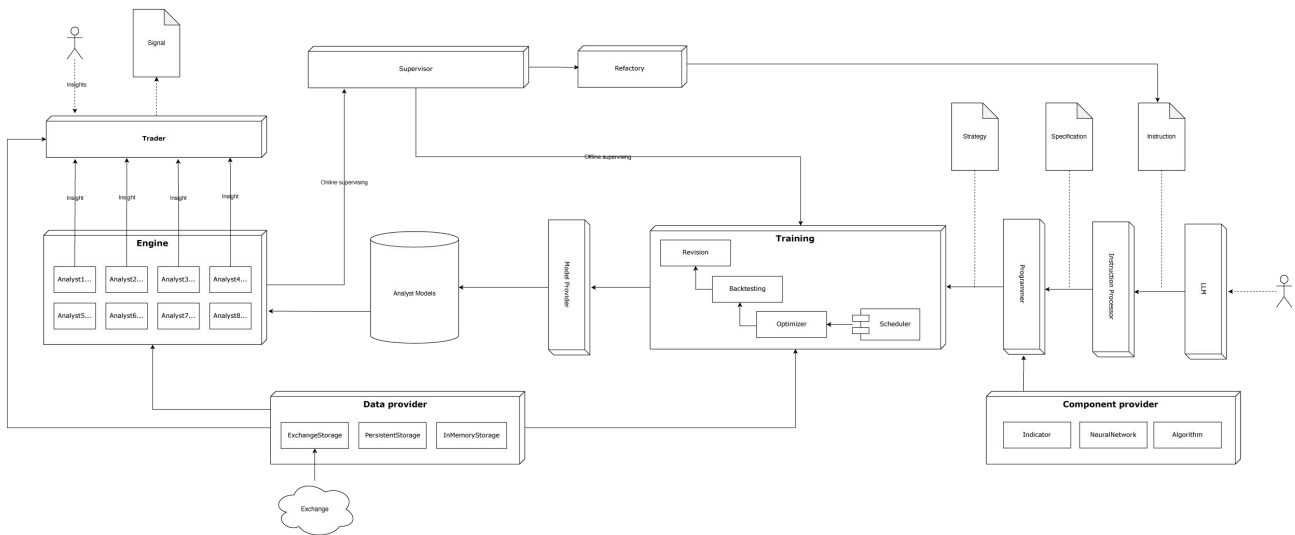 Signal
Insights
Supervisor
Refactory
Strategy
Specification
Instruction
Trader
Offline supervising
Online supervising
Insight
Insight
Insight
Insight
Engine
Analyst1...
Analyst2...
Analyst3...
Analyst4...
Analyst5...
Analyst6...
Analyst7...
Analyst8...
Analyst Models
Model Provider
Training
Revision
Backtesting
Optimizer
Scheduler
Programmer
Instruction Processor
LLM
Data provider
ExchangeStorage
PersistentStorage
InMemoryStorage
Component provider
Indicator
NeuralNetwork
Algorithm
Exchange